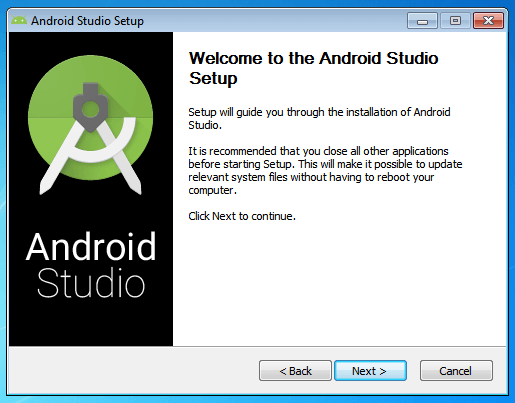 Android Studio Setup
Welcome to the Android Studio
Setup
Setup will guide you through the installation of Android
Studio.
It is recommended that you close all other applications
before starting Setup. This will make it possible to update
relevant system files without having to reboot your
computer.
Click Next to continue.
Android
Studio
< Back
Next >
Cancel